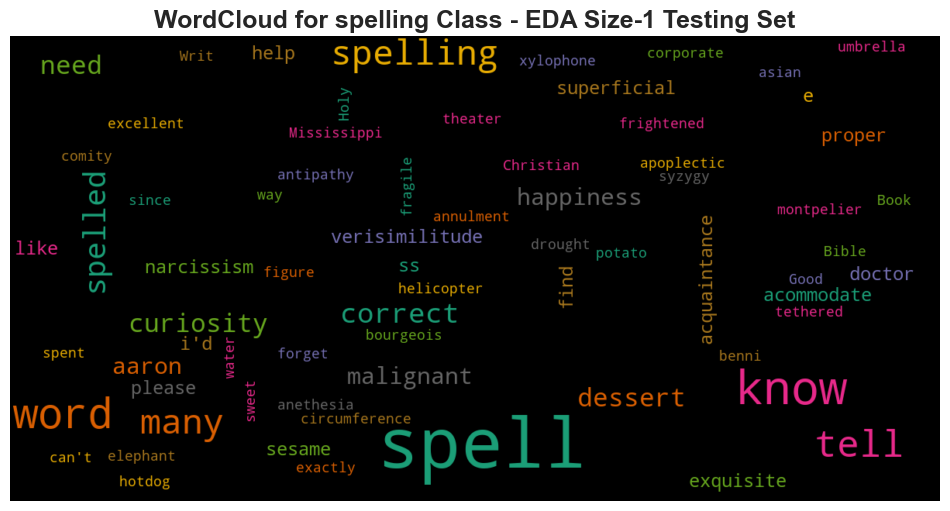 WordCloud for spelling Class - EDA Size-1 Testing Set
need
Writ
help
spelling
xylophone
corporate
umbrella
asian
superficial
e
Holy
excellent
Mississippi
theater
frightened
proper
comity
antipathy
fragile
Christian
apoplectic
syzygy
spelled
since
way
happiness
annulment
montpelier
Book
like
verisimilitude
drought
potato
acquaintance
Bible
narcissism
figure
ss
find
Good
doctor
helicopter
acommodate
tethered
curiosity
correct
bourgeois
spent
i'd
water
forget
benni
aaron
please
malignant
know
sweet
anethesia
dessert
word
many
circumference
spell
tell
can't
elephant
sesame
exactly
hotdog
exquisite